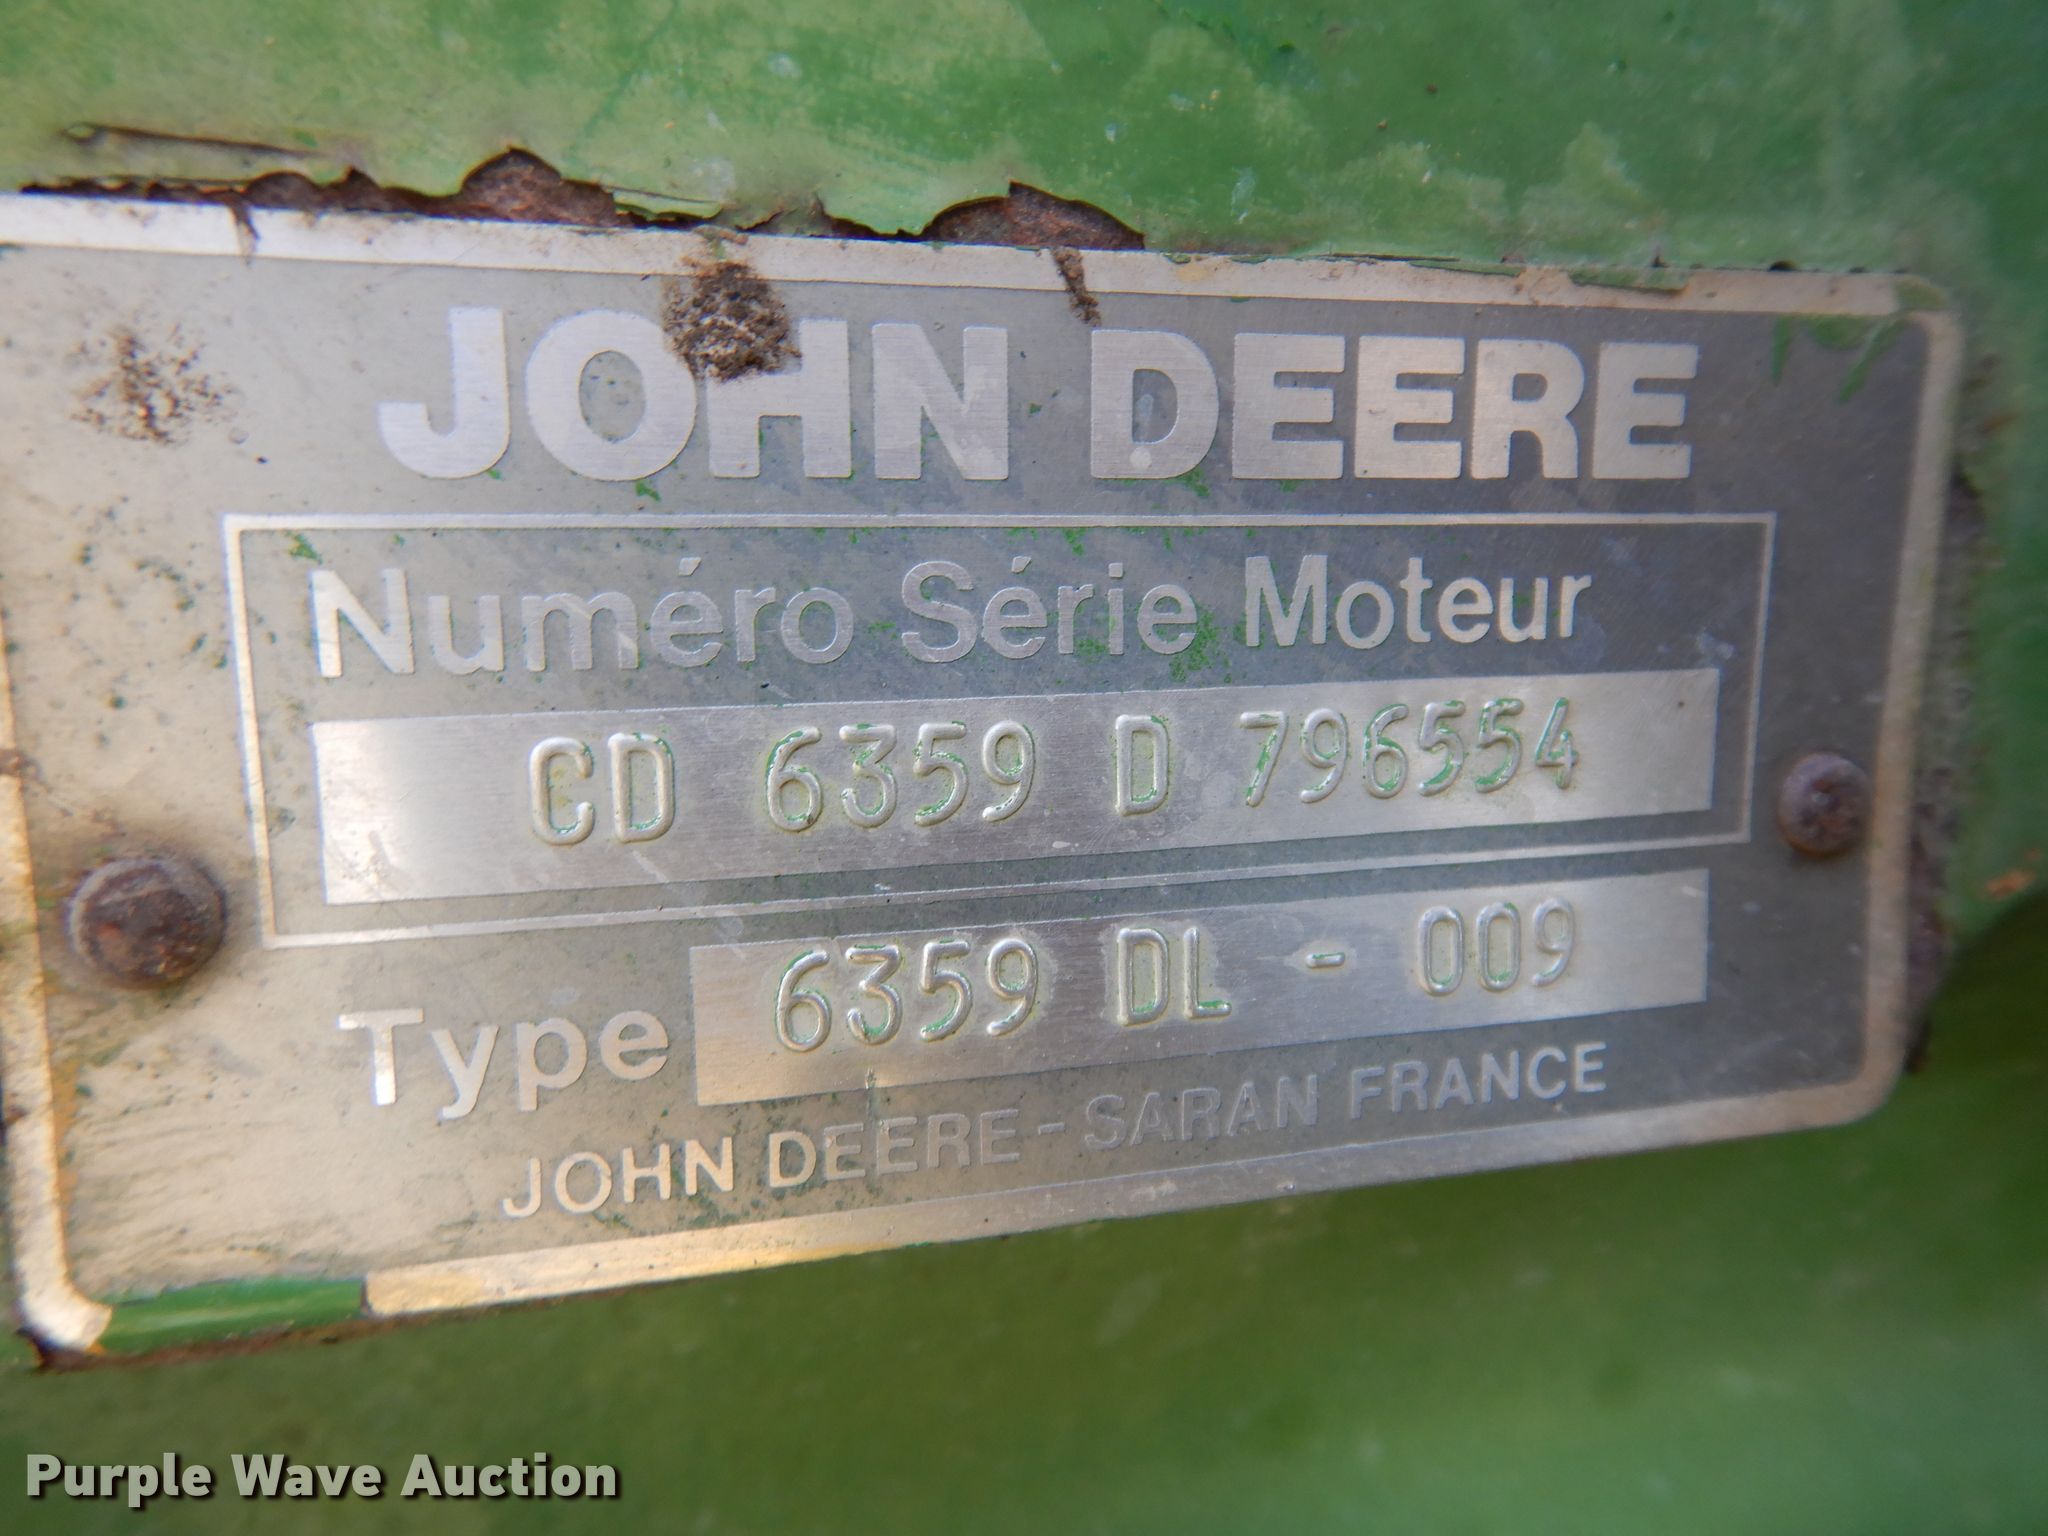 JOHN DEERE
Numéro Série Moteur
CD 6359 D 796554
Type 6359 DL - 009
JOHN DEERE - SARAN FRANCE
Purple Wave Auction